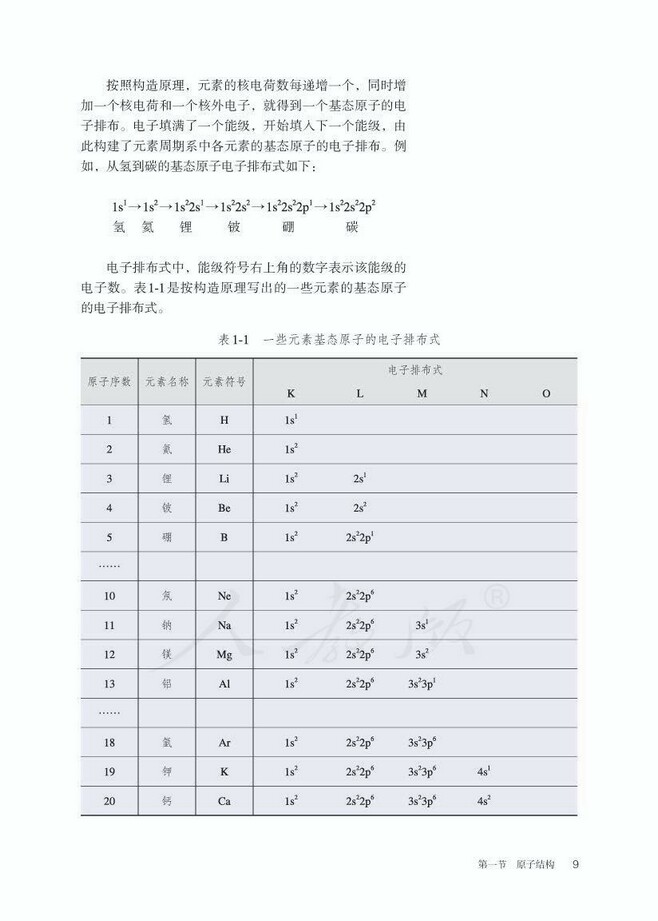 按照构造原理，元素的核电荷数每递增一个，同时增
加一个核电荷和一个核外电子，就得到一个基态原子的电
子排布。电子填满了一个能级，开始填入下一个能级，由
此构建了元素周期系中各元素的基态原子的电子排布。例
如，从氢到碳的基态原子电子排布式如下：
1s¹→1s²→1s²2s¹→1s²2s²→1s²2s²2p¹→1s²2s²2p²
氢 氦 锂 铍 硼 碳
电子排布式中，能级符号右上角的数字表示该能级的
电子数。表1-1是按构造原理写出的一些元素的基态原子
的电子排布式。
表1-1 一些元素基态原子的电子排布式
原子序数 元素名称 元素符号 电子排布式
K L M N O
1 氢 H 1s¹
2 氦 He 1s²
3 锂 Li 1s² 2s¹
4 铍 Be 1s² 2s²
5 硼 B 1s² 2s²2p¹
……
10 氖 Ne 1s² 2s²2p⁶
11 钠 Na 1s² 2s²2p⁶ 3s¹
12 镁 Mg 1s² 2s²2p⁶ 3s²
13 铝 Al 1s² 2s²2p⁶ 3s²3p¹
……
18 氩 Ar 1s² 2s²2p⁶ 3s²3p⁶
19 钾 K 1s² 2s²2p⁶ 3s²3p⁶ 4s¹
20 钙 Ca 1s² 2s²2p⁶ 3s²3p⁶ 4s²
人教版®
第一节 原子结构 9